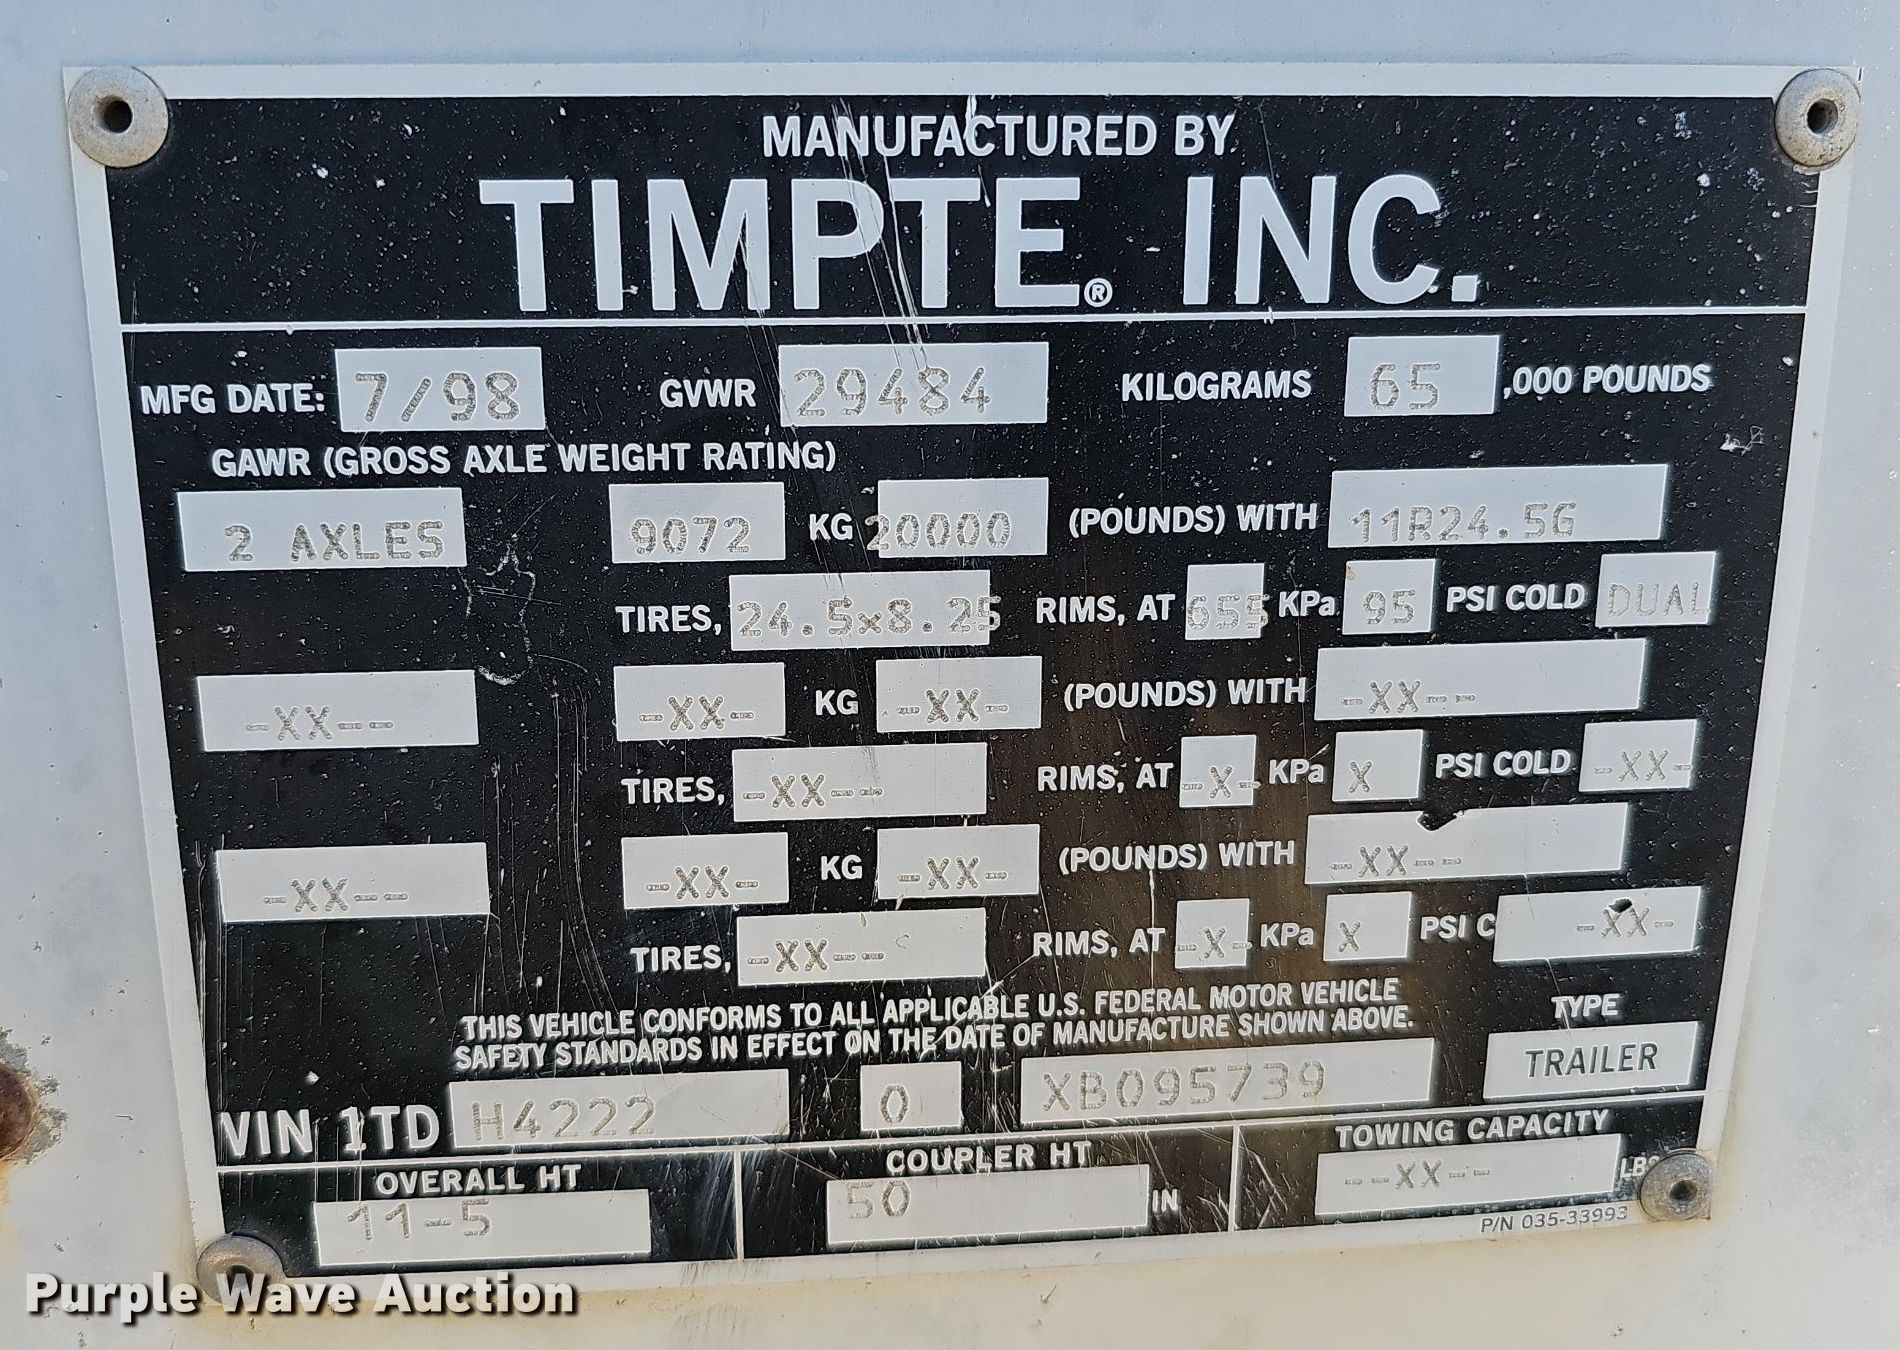 MANUFACTURED BY
TIMPTE® INC.
MFG DATE: 7/98 GVWR 29484 KILOGRAMS 65 ,000 POUNDS
GAWR (GROSS AXLE WEIGHT RATING)
2 AXLES 9072 KG 20000 (POUNDS) WITH 11R24.5G
TIRES, 24.5x8.25 RIMS, AT 655 KPa 95 PSI COLD DUAL
-XX-- -XX- KG -XX- (POUNDS) WITH -XX--
TIRES, -XX-- RIMS, AT -X- KPa X PSI COLD -XX-
-XX-- -XX- KG -XX- (POUNDS) WITH -XX--
TIRES, -XX-- RIMS, AT -X- KPa X PSI C -XX-
THIS VEHICLE CONFORMS TO ALL APPLICABLE U.S. FEDERAL MOTOR VEHICLE
SAFETY STANDARDS IN EFFECT ON THE DATE OF MANUFACTURE SHOWN ABOVE.
TYPE
TRAILER
VIN 1TD H4222 0 XB095739
OVERALL HT
11-5
COUPLER HT
50 IN
TOWING CAPACITY
--XX-- LBS
P/N 035-33993
Purple Wave Auction